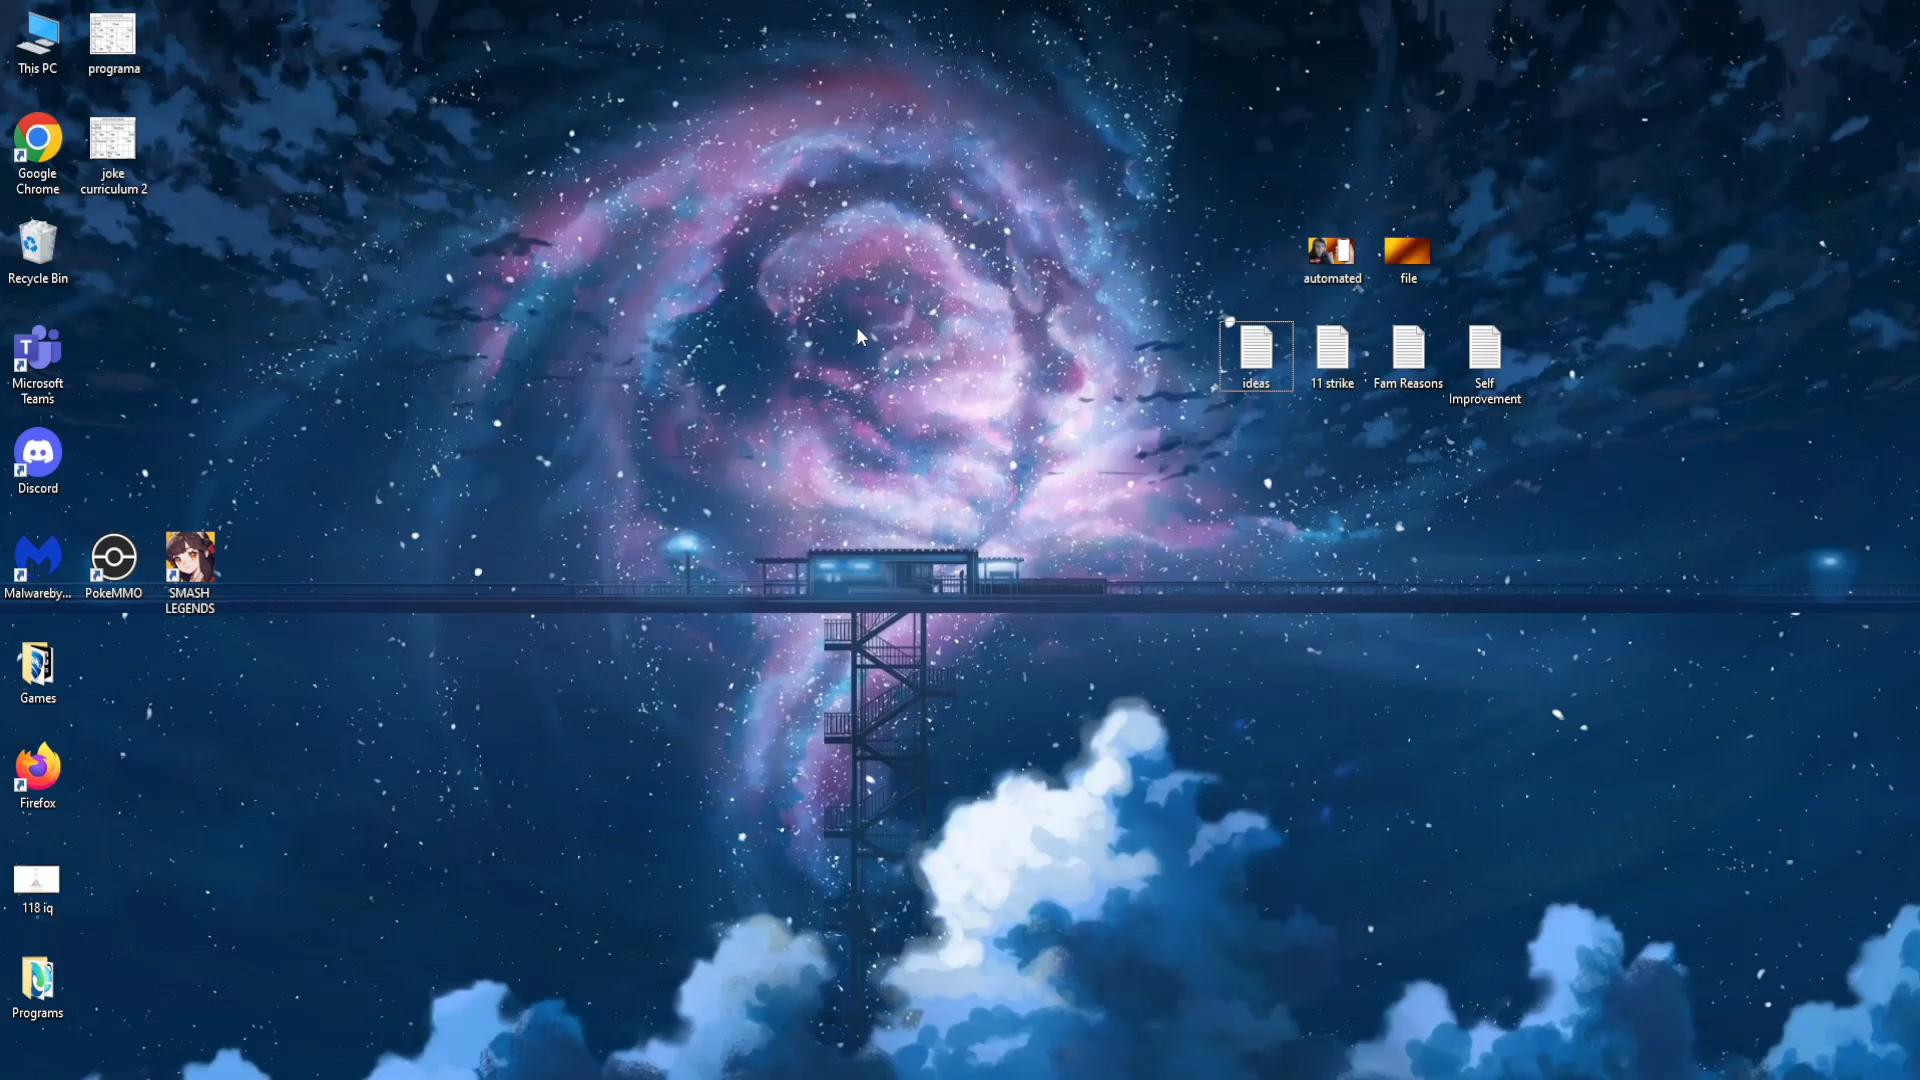 This PC
programa
Google
Chrome
joke
curriculum 2
Recycle Bin
automated
file
Microsoft
Teams
ideas
11 strike
Fam Reasons
Self
Improvement
Discord
Malwareby...
PokeMMO
SMASH
LEGENDS
Games
Firefox
118 iq
Programs